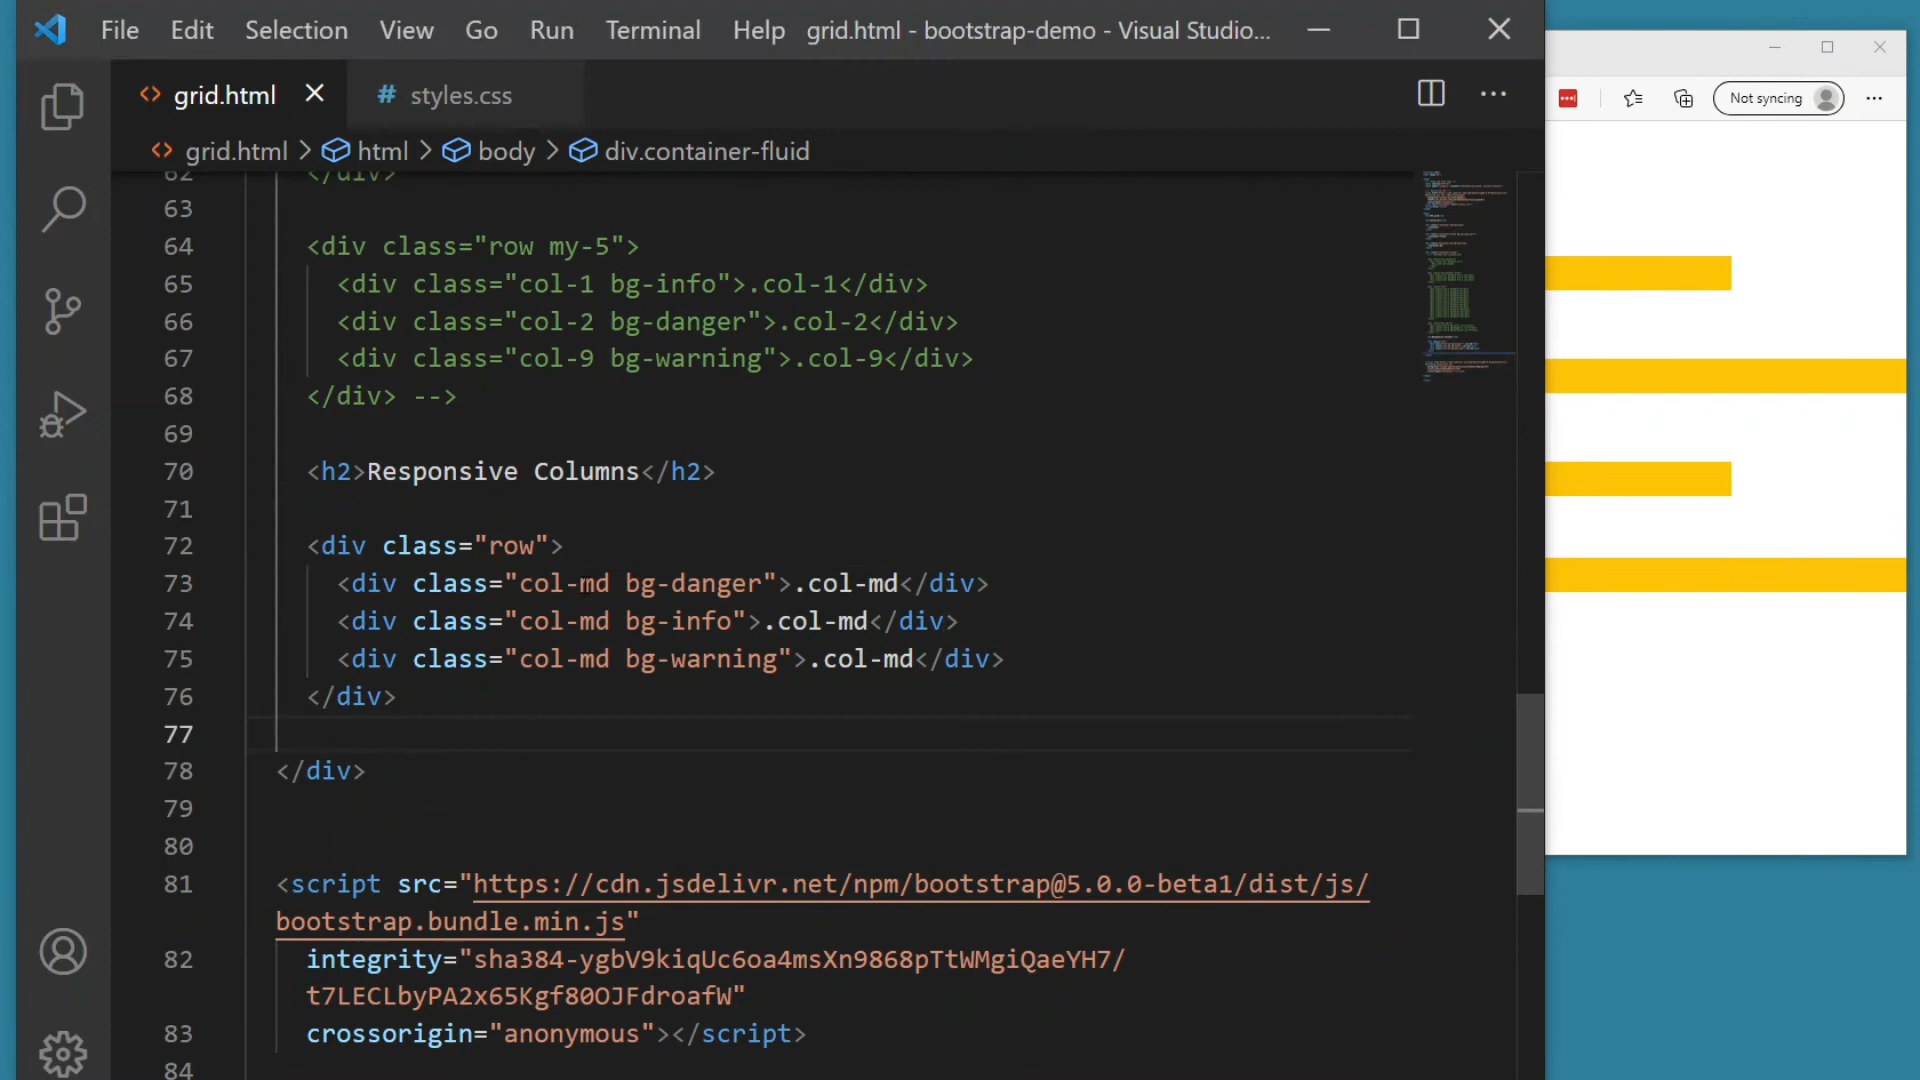 File Edit Selection View Go Run Terminal Help grid.html - bootstrap-demo - Visual Studio...
grid.html # styles.css
Not syncing
grid.html > html > body > div.container-fluid
62 </div>
63
64 <div class="row my-5">
65 <div class="col-1 bg-info">.col-1</div>
66 <div class="col-2 bg-danger">.col-2</div>
67 <div class="col-9 bg-warning">.col-9</div>
68 </div> -->
69
70 <h2>Responsive Columns</h2>
71
72 <div class="row">
73 <div class="col-md bg-danger">.col-md</div>
74 <div class="col-md bg-info">.col-md</div>
75 <div class="col-md bg-warning">.col-md</div>
76 </div>
77
78 </div>
79
80
81 <script src="https://cdn.jsdelivr.net/npm/bootstrap@5.0.0-beta1/dist/js/
bootstrap.bundle.min.js"
82 integrity="sha384-ygbV9kiqUc6oa4msXn9868pTtWMgiQaeYH7/
t7LECLbyPA2x65Kgf80OJFdroafW"
83 crossorigin="anonymous"></script>
84